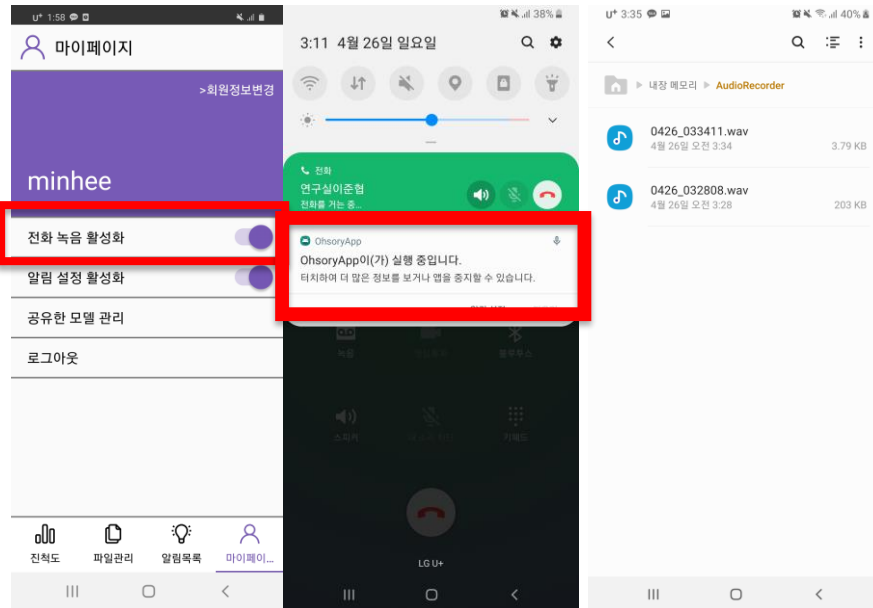 U⁺ 1:58
마이페이지
>회원정보변경
minhee
전화 녹음 활성화
알림 설정 활성화
공유한 모델 관리
로그아웃
진척도
파일관리
알림목록
마이페이...
38%
3:11 4월 26일 일요일
전화
연구실이준협
전화를 거는 중...
OhsoryApp
OhsoryApp이(가) 실행 중입니다.
터치하여 더 많은 정보를 보거나 앱을 중지할 수 있습니다.
녹음
블루투스
스피커
키패드
LG U+
U⁺ 3:35
40%
내장 메모리
AudioRecorder
0426_033411.wav
4월 26일 오전 3:34
3.79 KB
0426_032808.wav
4월 26일 오전 3:28
203 KB